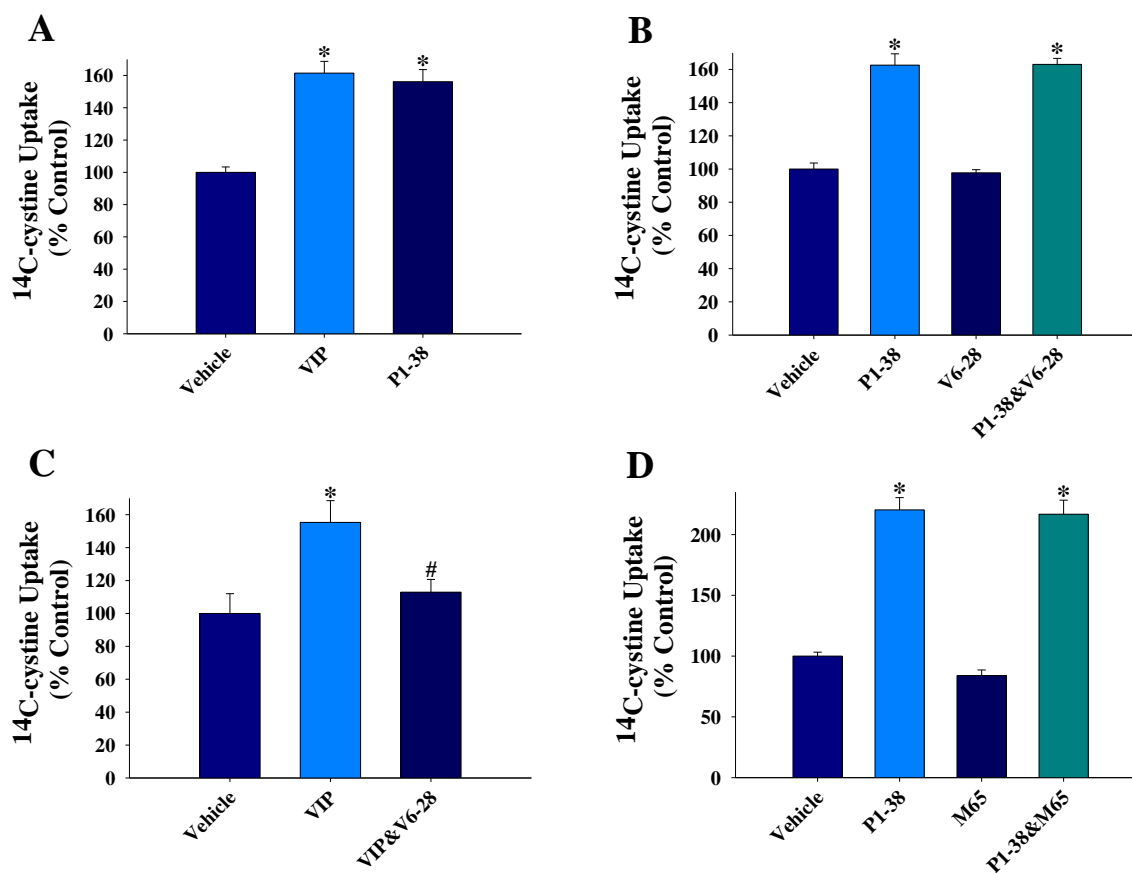 A
14C-cystine Uptake
(% Control)
160
140
120
100
80
60
40
20
0
*
*
Vehicle
VIP
P1-38
B
14C-cystine Uptake
(% Control)
160
140
120
100
80
60
40
20
0
*
*
Vehicle
P1-38
V6-28
P1-38&V6-28
C
14C-cystine Uptake
(% Control)
160
140
120
100
80
60
40
20
0
*
#
Vehicle
VIP
VIP&V6-28
D
14C-cystine Uptake
(% Control)
200
150
100
50
0
*
*
Vehicle
P1-38
M65
P1-38&M65